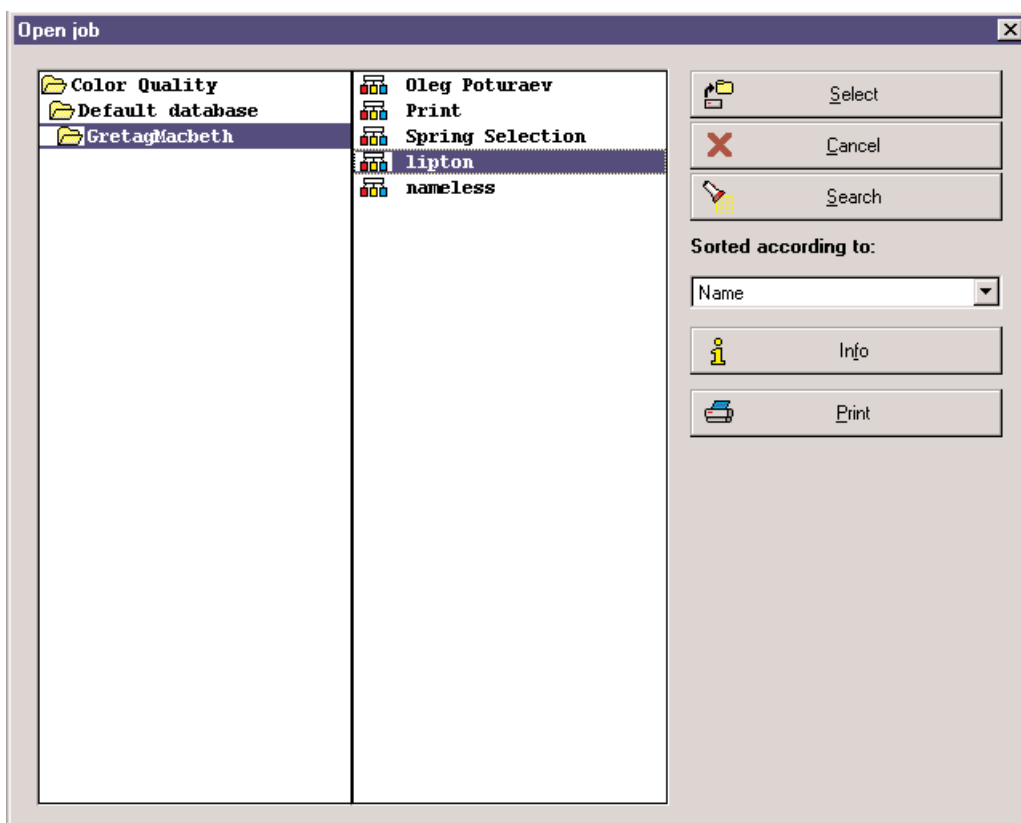 Open job
Color Quality
Default database
GretagMacbeth
Oleg Poturaev
Print
Spring Selection
lipton
nameless
Select
Cancel
Search
Sorted according to:
Name
Info
Print